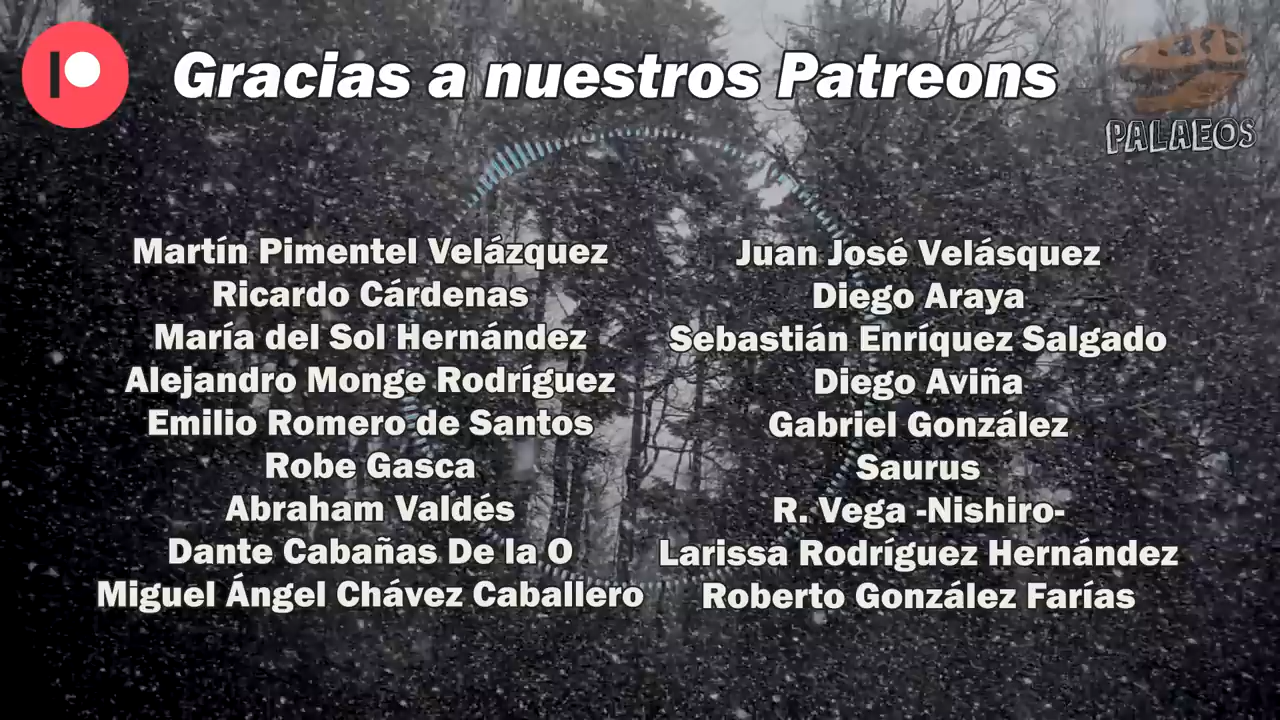 Gracias a nuestros Patreons
PALAEOS
Martín Pimentel Velázquez
Ricardo Cárdenas
María del Sol Hernández
Alejandro Monge Rodríguez
Emilio Romero de Santos
Robe Gasca
Abraham Valdés
Dante Cabañas De la O
Miguel Ángel Chávez Caballero
Juan José Velásquez
Diego Araya
Sebastián Enríquez Salgado
Diego Aviña
Gabriel González
Saurus
R. Vega -Nishiro-
Larissa Rodríguez Hernández
Roberto González Farías